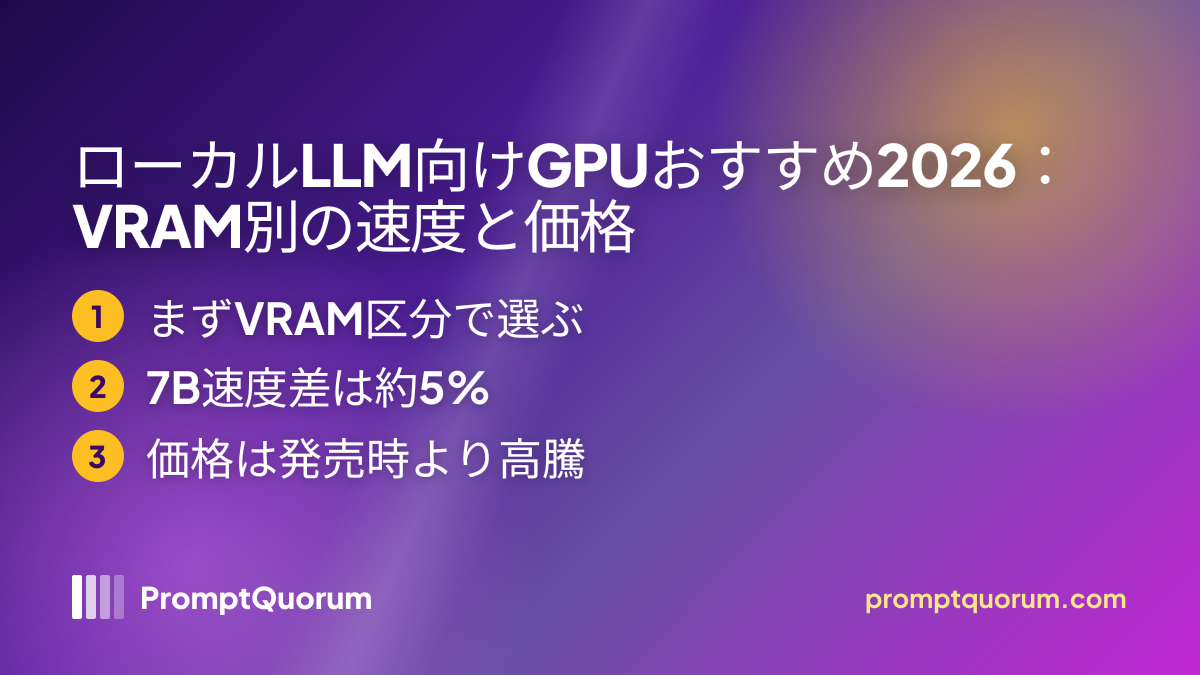 ローカルLLM向けGPUおすすめ2026：
VRAM別の速度と価格
1 まずVRAM区分で選ぶ
2 7B速度差は約5%
3 価格は発売時より高騰
PromptQuorum
promptquorum.com